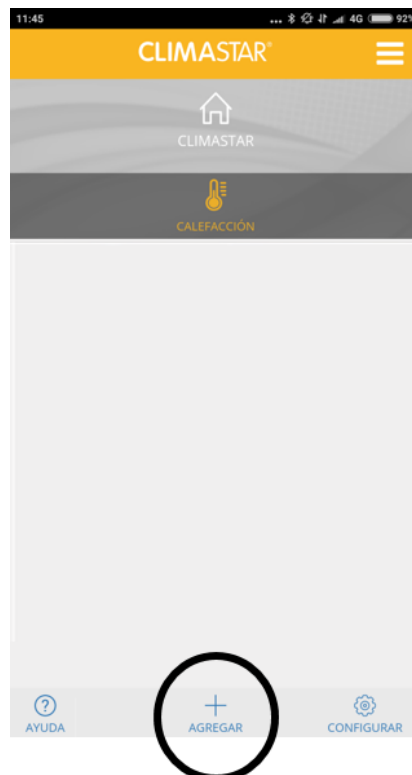 11:45 ... 4G 92%
CLIMASTAR®
CLIMASTAR
CALEFACCIÓN
AYUDA AGREGAR CONFIGURAR